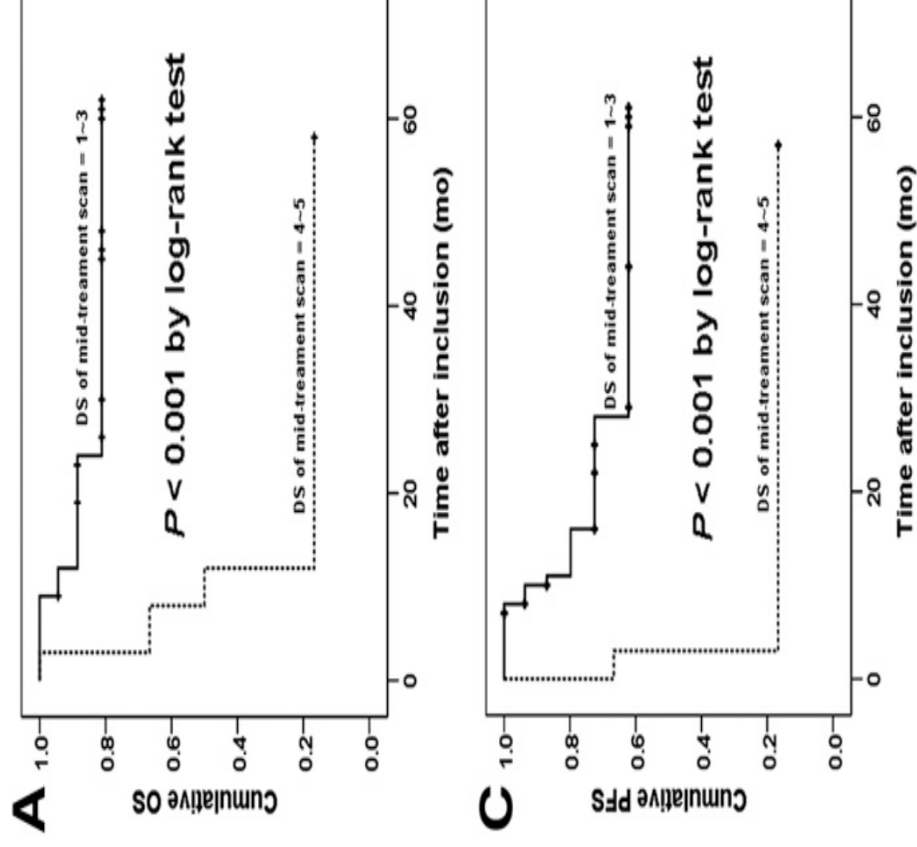 A
Cumulative OS
1.0
0.8
0.6
0.4
0.2
0.0
DS of mid-treament scan = 1~3
P < 0.001 by log-rank test
DS of mid-treament scan = 4~5
0
20
40
60
Time after inclusion (mo)
C
Cumulative PFS
1.0
0.8
0.6
0.4
0.2
0.0
DS of mid-treament scan = 1~3
P < 0.001 by log-rank test
DS of mid-treament scan = 4~5
0
20
40
60
Time after inclusion (mo)